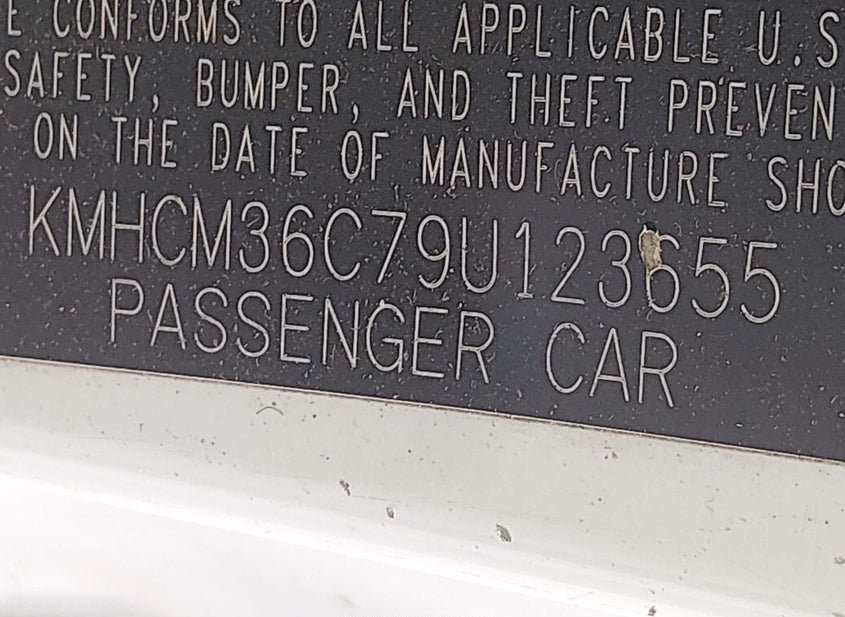 E CONFORMS TO ALL APPLICABLE U.S
SAFETY, BUMPER, AND THEFT PREVEN
ON THE DATE OF MANUFACTURE SHO
KMHCM36C79U123655
PASSENGER CAR